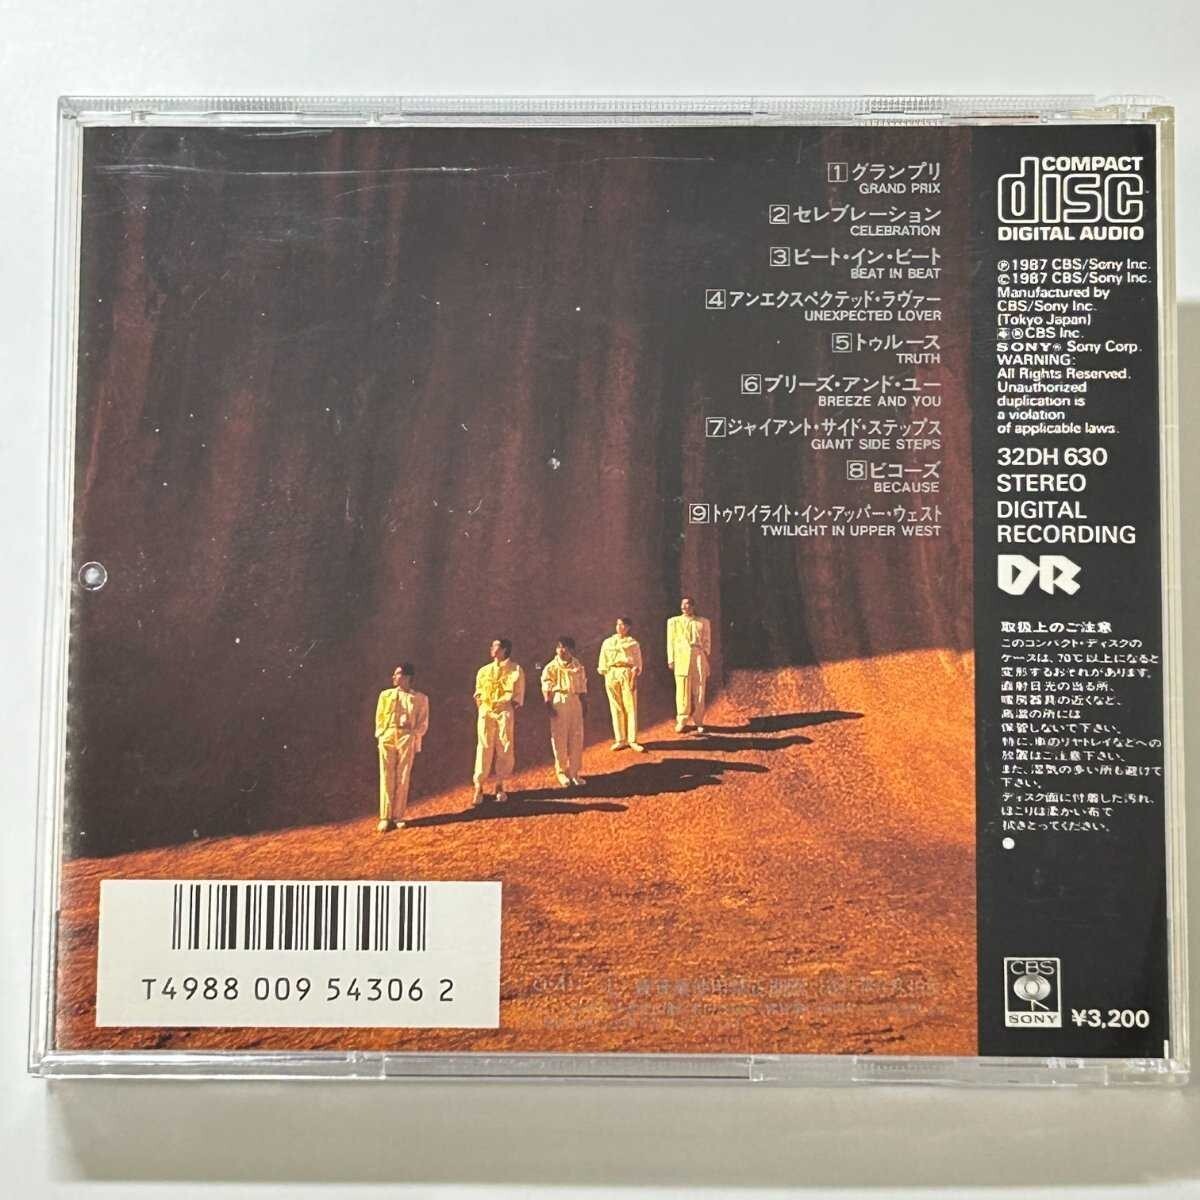 1 グランプリ
GRAND PRIX
2 セレブレーション
CELEBRATION
3 ビート・イン・ビート
BEAT IN BEAT
4 アンエクスペクテッド・ラヴァー
UNEXPECTED LOVER
5 トゥルース
TRUTH
6 ブリーズ・アンド・ユー
BREEZE AND YOU
7 ジャイアント・サイド・ステップス
GIANT SIDE STEPS
8 ビコーズ
BECAUSE
9 トゥワイライト・イン・アッパー・ウェスト
TWILIGHT IN UPPER WEST
COMPACT
disc
DIGITAL AUDIO
℗1987 CBS/Sony Inc.
©1987 CBS/Sony Inc.
Manufactured by
CBS/Sony Inc.
(Tokyo Japan)
CBS Inc.
SONY® Sony Corp.
WARNING:
All Rights Reserved.
Unauthorized
duplication is
a violation
of applicable laws.
32DH 630
STEREO
DIGITAL
RECORDING
DR
取扱上のご注意
このコンパクト・ディスクの
ケースは、70℃以上になると
変形するおそれがあります。
直射日光の当る所、
暖房器具の近くなど、
高温の所には
保管しないで下さい。
特に、車のリヤトレイなどへの
放置はご注意下さい。
また、湿気の多い所も避けて
下さい。
ディスク面に付着した汚れ、
ほこりは柔かい布で
拭きとってください。
CBS
SONY
¥3,200
T4988 009 54306 2